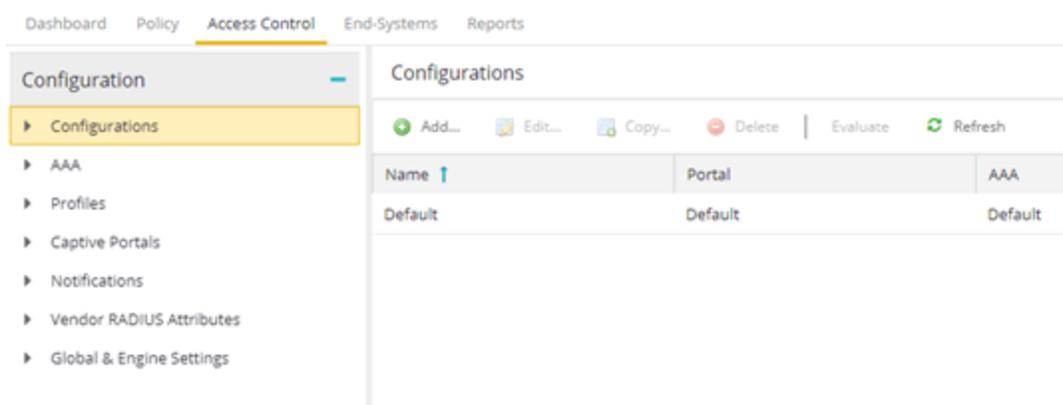 Dashboard Policy Access Control End-Systems Reports
Configuration
Configurations
AAA
Profiles
Captive Portals
Notifications
Vendor RADIUS Attributes
Global & Engine Settings
Configurations
Add... Edit... Copy... Delete Evaluate Refresh
Name Portal AAA
Default Default Default